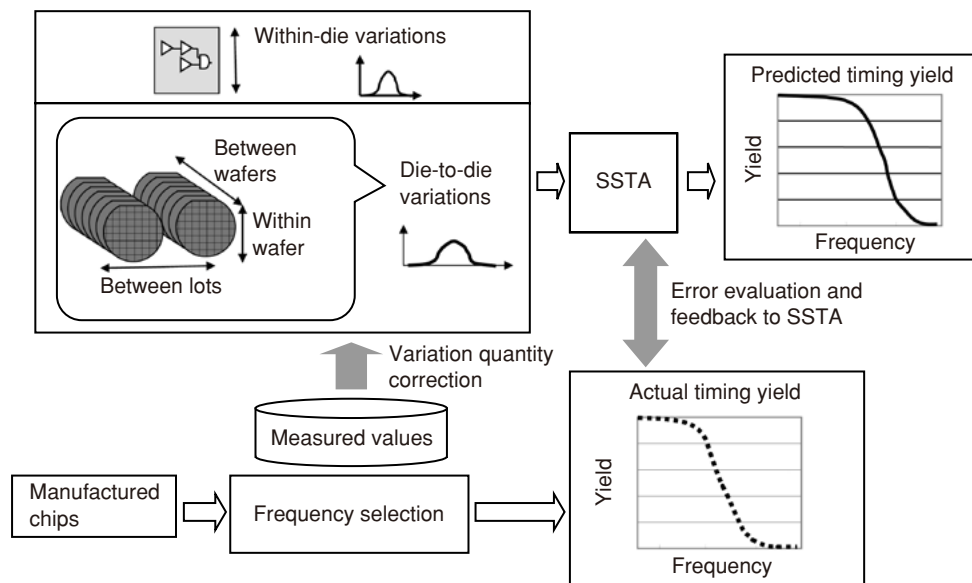 Within-die variations
Between
wafers
Within
wafer
Between lots
Die-to-die
variations
SSTA
Predicted timing yield
Yield
Frequency
Error evaluation and
feedback to SSTA
Variation quantity
correction
Measured values
Manufactured
chips
Frequency selection
Actual timing yield
Yield
Frequency